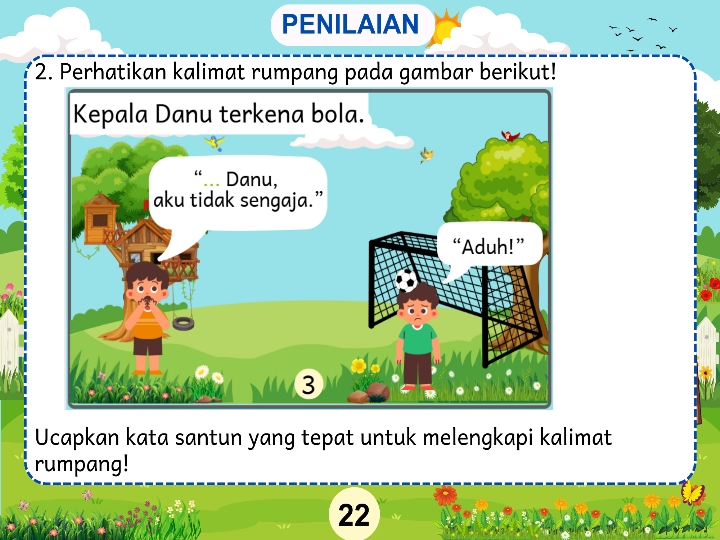 PENILAIAN
2. Perhatikan kalimat rumpang pada gambar berikut!
Kepala Danu terkena bola.
“... Danu,
aku tidak sengaja.”
“Aduh!”
3
Ucapkan kata santun yang tepat untuk melengkapi kalimat
rumpang!
22